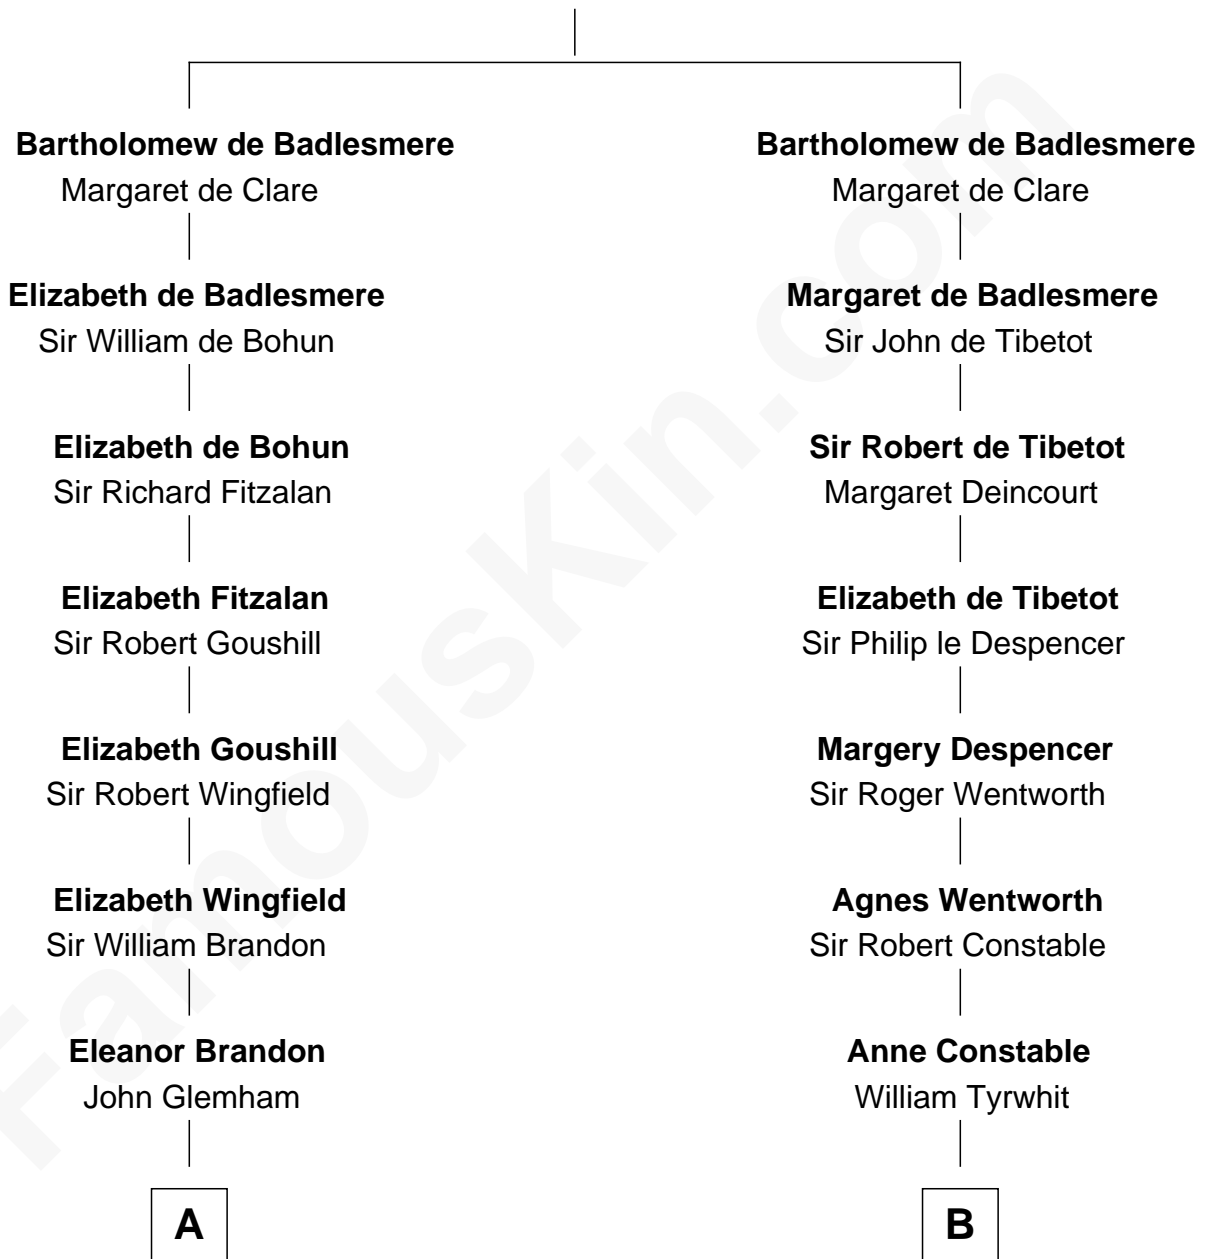 Bartholomew de Badlesmere
Margaret de Clare
Elizabeth de Badlesmere
Sir William de Bohun
Elizabeth de Bohun
Sir Richard Fitzalan
Elizabeth Fitzalan
Sir Robert Goushill
Elizabeth Goushill
Sir Robert Wingfield
Elizabeth Wingfield
Sir William Brandon
Eleanor Brandon
John Glemham
A
Bartholomew de Badlesmere
Margaret de Clare
Margaret de Badlesmere
Sir John de Tibetot
Sir Robert de Tibetot
Margaret Deincourt
Elizabeth de Tibetot
Sir Philip le Despencer
Margery Despencer
Sir Roger Wentworth
Agnes Wentworth
Sir Robert Constable
Anne Constable
William Tyrwhit
B
FamousKin.com